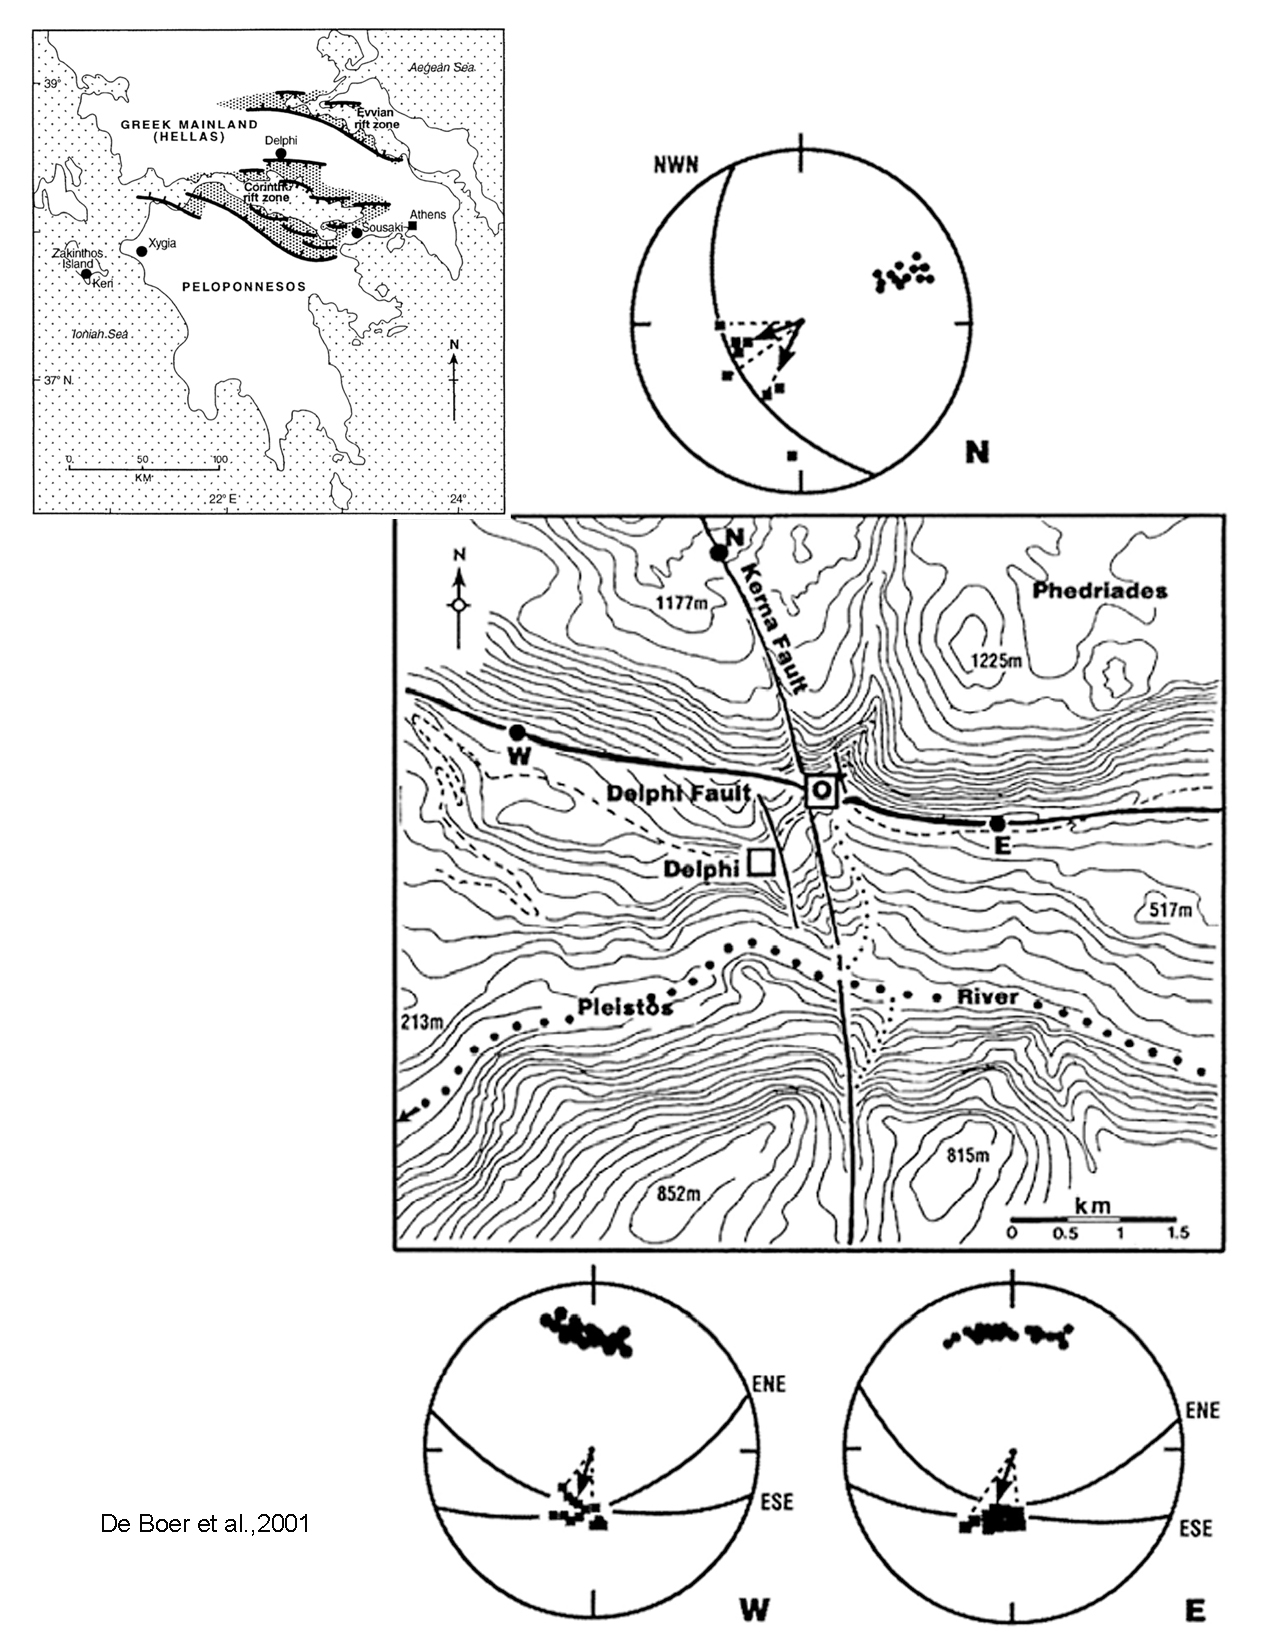 Aegean Sea
39°
GREEK MAINLAND
(HELLAS)
Evvian
rift zone
Delphi
Corinth
rift zone
Athens
Sousaki
Xygia
Zakinthos
Island
Keri
PELOPONNESOS
Ionian Sea
N
37° N
0 50 100
KM
22° E
24°
NWN
N
N
N
Kerna Fault
Phedriades
1177m
1225m
W
O
Delphi Fault
E
Delphi
517m
Pleistos
River
213m
815m
852m
km
0 0.5 1 1.5
ENE
ENE
ESE
ESE
De Boer et al.,2001
W
E